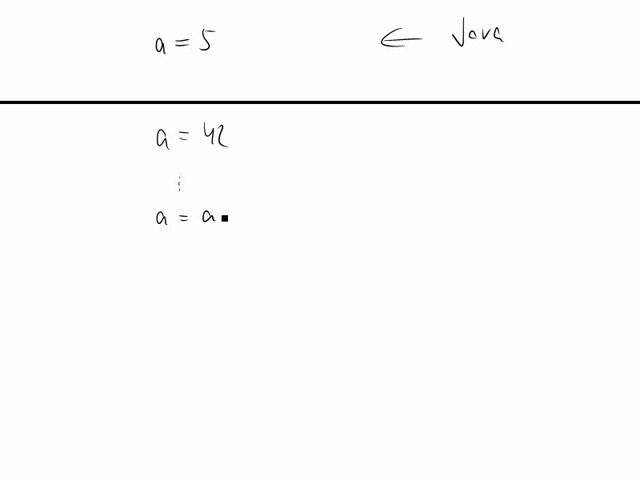 a = 5 ← Java
a = 42
⋮
a = a